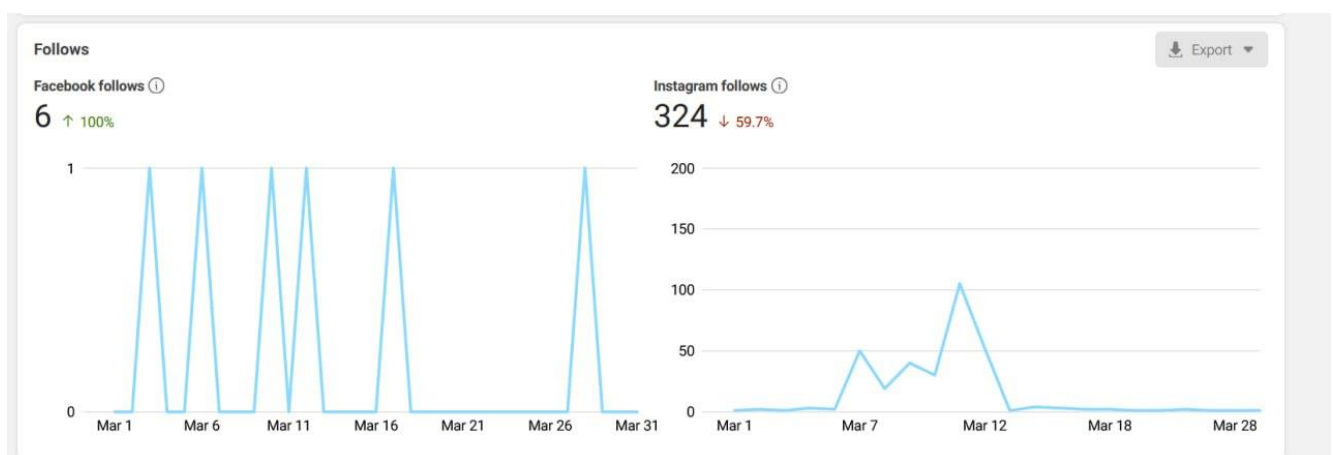 Follows
Export
Facebook follows
6 ↑ 100%
1
0
Mar 1 Mar 6 Mar 11 Mar 16 Mar 21 Mar 26 Mar 31
Instagram follows
324 ↓ 59.7%
200
150
100
50
0
Mar 1 Mar 7 Mar 12 Mar 18 Mar 28